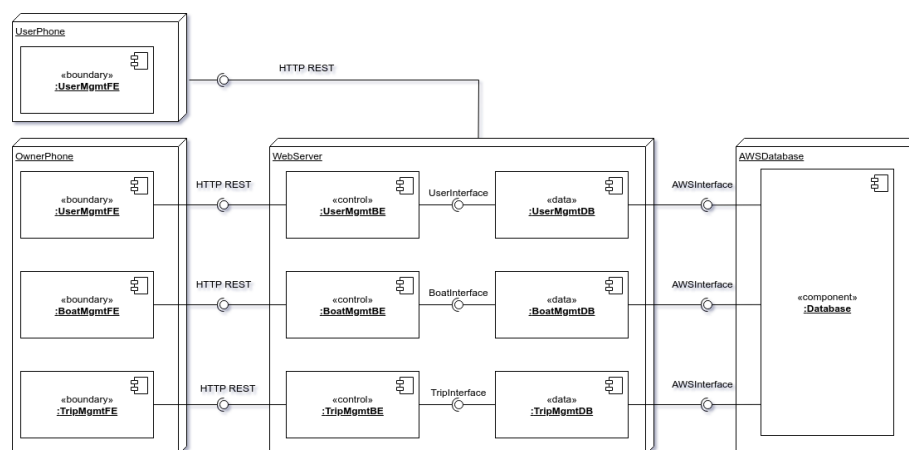 UserPhone
«boundary»
:UserMgmtFE
HTTP REST
OwnerPhone
WebServer
AWSDatabase
«boundary»
:UserMgmtFE
HTTP REST
«control»
:UserMgmtBE
UserInterface
«data»
:UserMgmtDB
AWSInterface
«boundary»
:BoatMgmtFE
HTTP REST
«control»
:BoatMgmtBE
BoatInterface
«data»
:BoatMgmtDB
AWSInterface
«component»
:Database
«boundary»
:TripMgmtFE
HTTP REST
«control»
:TripMgmtBE
TripInterface
«data»
:TripMgmtDB
AWSInterface